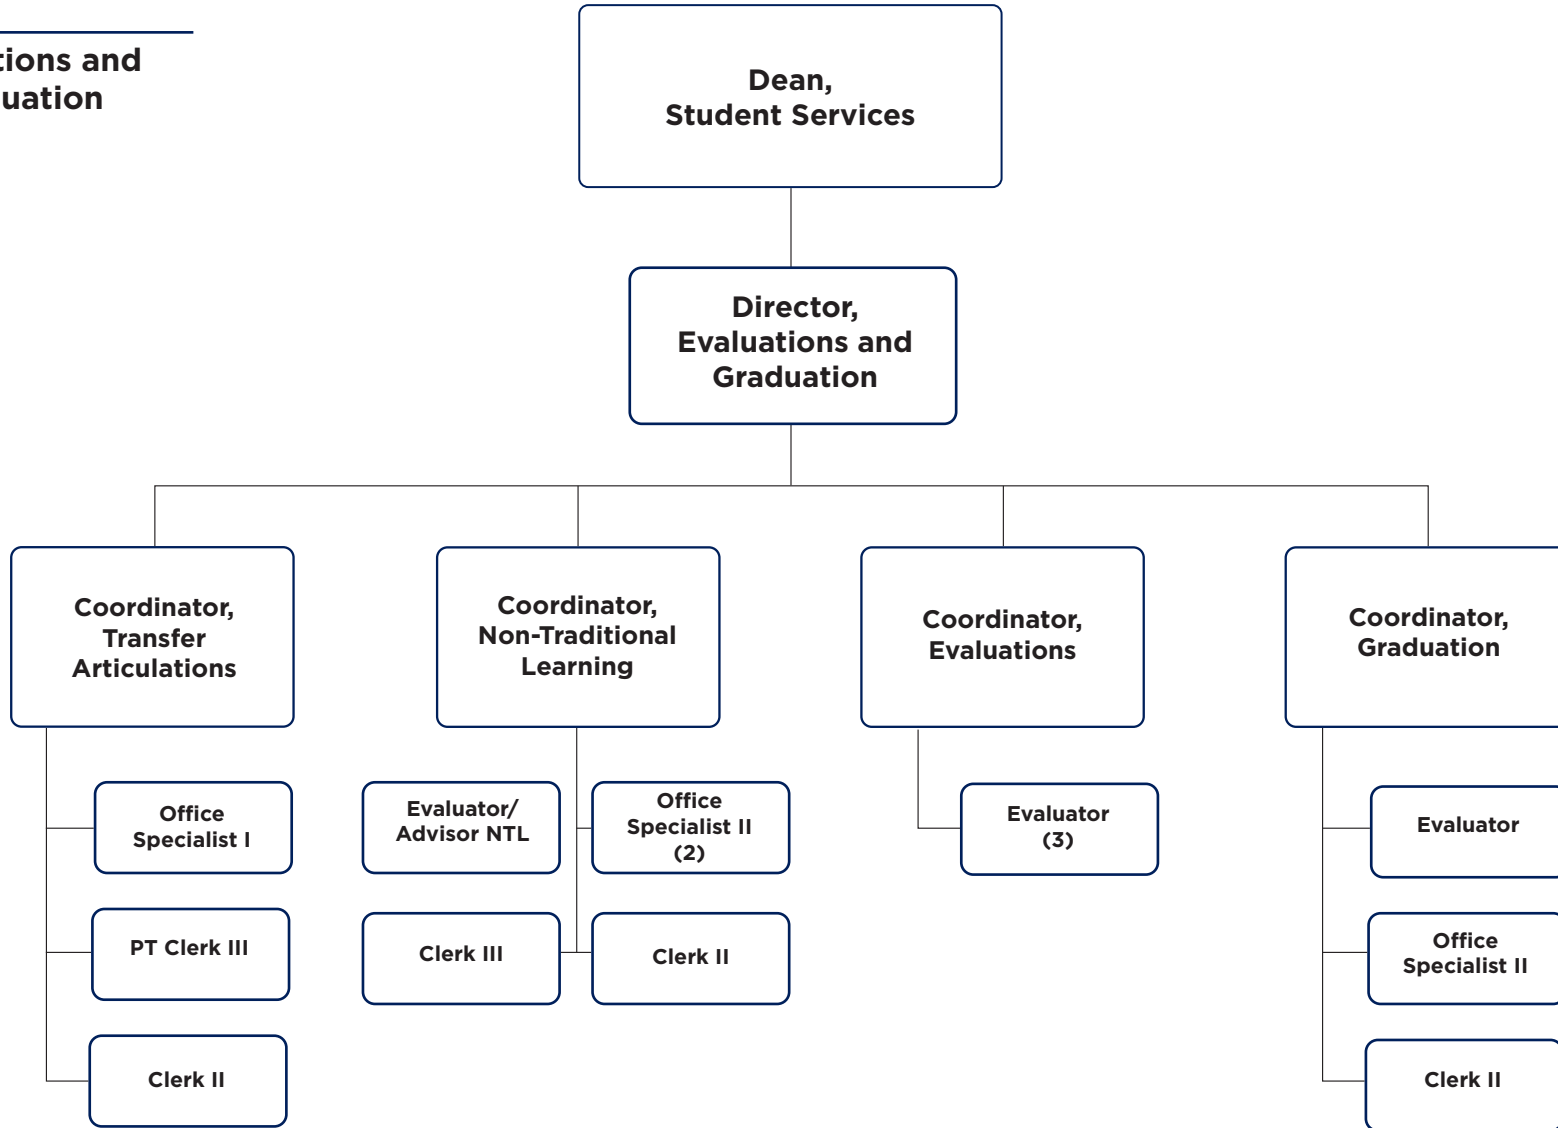 tions and
uation
Dean,
Student Services
Director,
Evaluations and
Graduation
Coordinator,
Transfer
Articulations
Coordinator,
Non-Traditional
Learning
Coordinator,
Evaluations
Coordinator,
Graduation
Office
Specialist I
Evaluator/
Advisor NTL
Office
Specialist II
(2)
Evaluator
(3)
Evaluator
PT Clerk III
Clerk III
Clerk II
Office
Specialist II
Clerk II
Clerk II